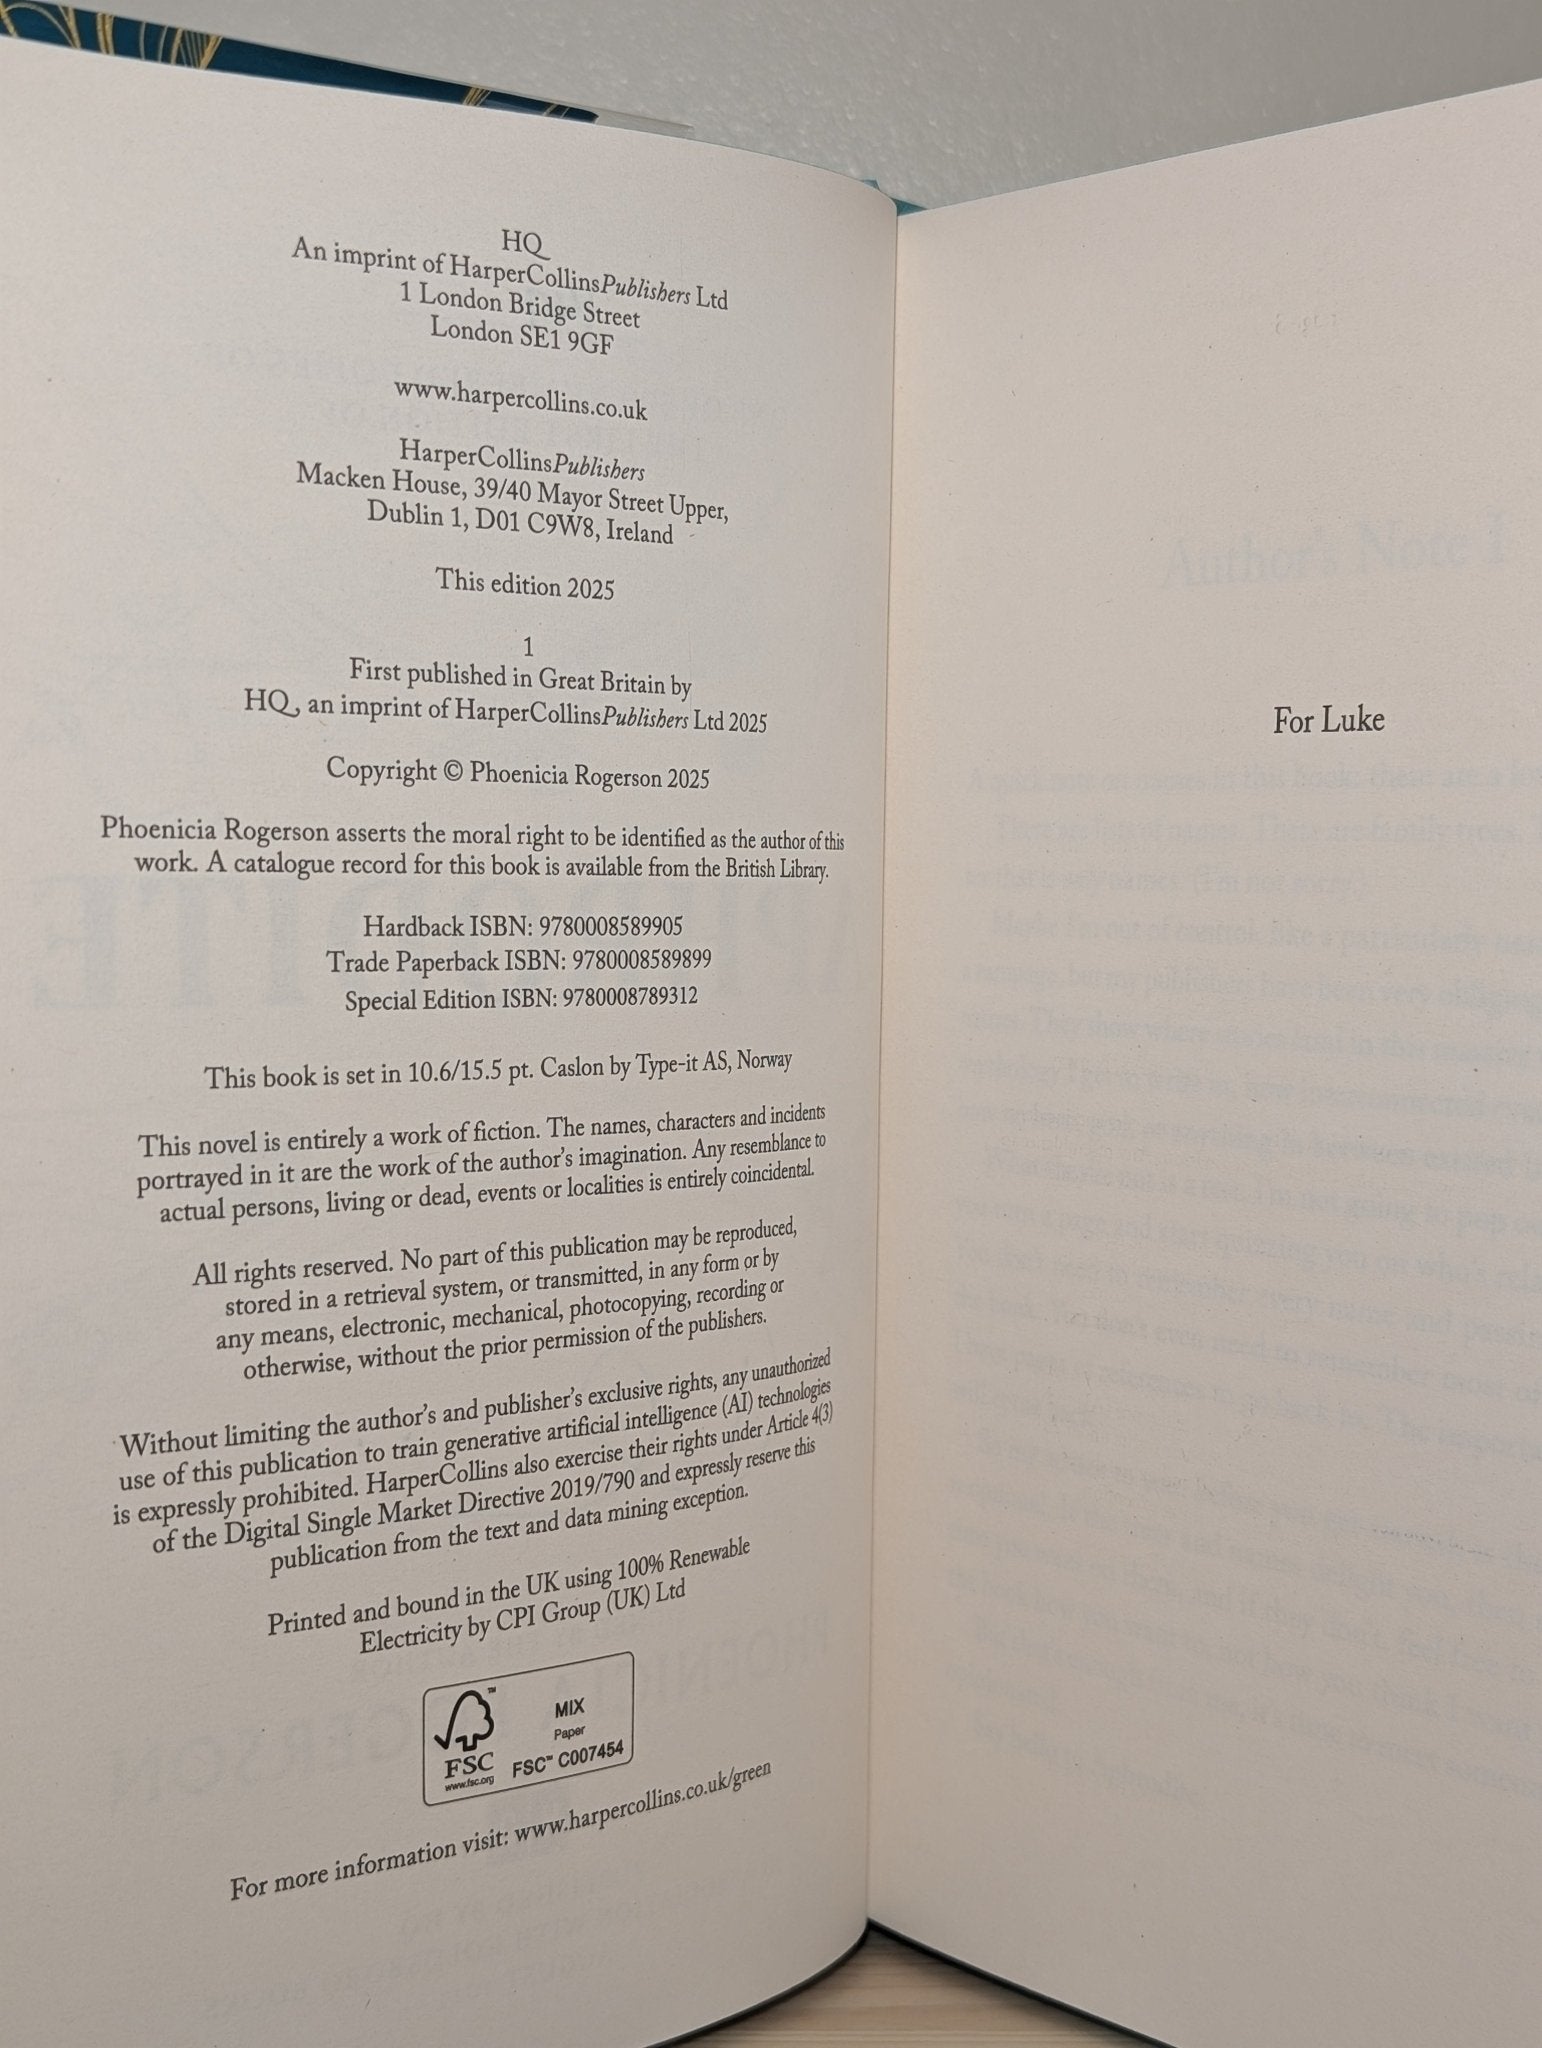 HQ
An imprint of HarperCollinsPublishers Ltd
1 London Bridge Street
London SE1 9GF
www.harpercollins.co.uk
HarperCollinsPublishers
Macken House, 39/40 Mayor Street Upper,
Dublin 1, D01 C9W8, Ireland
This edition 2025
1
First published in Great Britain by
HQ, an imprint of HarperCollinsPublishers Ltd 2025
Copyright © Phoenicia Rogerson 2025
Phoenicia Rogerson asserts the moral right to be identified as the author of this
work. A catalogue record for this book is available from the British Library.
Hardback ISBN: 9780008589905
Trade Paperback ISBN: 9780008589899
Special Edition ISBN: 9780008789312
This book is set in 10.6/15.5 pt. Caslon by Type-it AS, Norway
This novel is entirely a work of fiction. The names, characters and incidents
portrayed in it are the work of the author's imagination. Any resemblance to
actual persons, living or dead, events or localities is entirely coincidental.
All rights reserved. No part of this publication may be reproduced,
stored in a retrieval system, or transmitted, in any form or by
any means, electronic, mechanical, photocopying, recording or
otherwise, without the prior permission of the publishers.
Without limiting the author's and publisher's exclusive rights, any unauthorized
use of this publication to train generative artificial intelligence (AI) technologies
is expressly prohibited. HarperCollins also exercise their rights under Article 4(3)
of the Digital Single Market Directive 2019/790 and expressly reserve this
publication from the text and data mining exception.
Printed and bound in the UK using 100% Renewable
Electricity by CPI Group (UK) Ltd
FSC
www.fsc.org
MIX
Paper
FSC™ C007454
For more information visit: www.harpercollins.co.uk/green
Author's Note I
For Luke